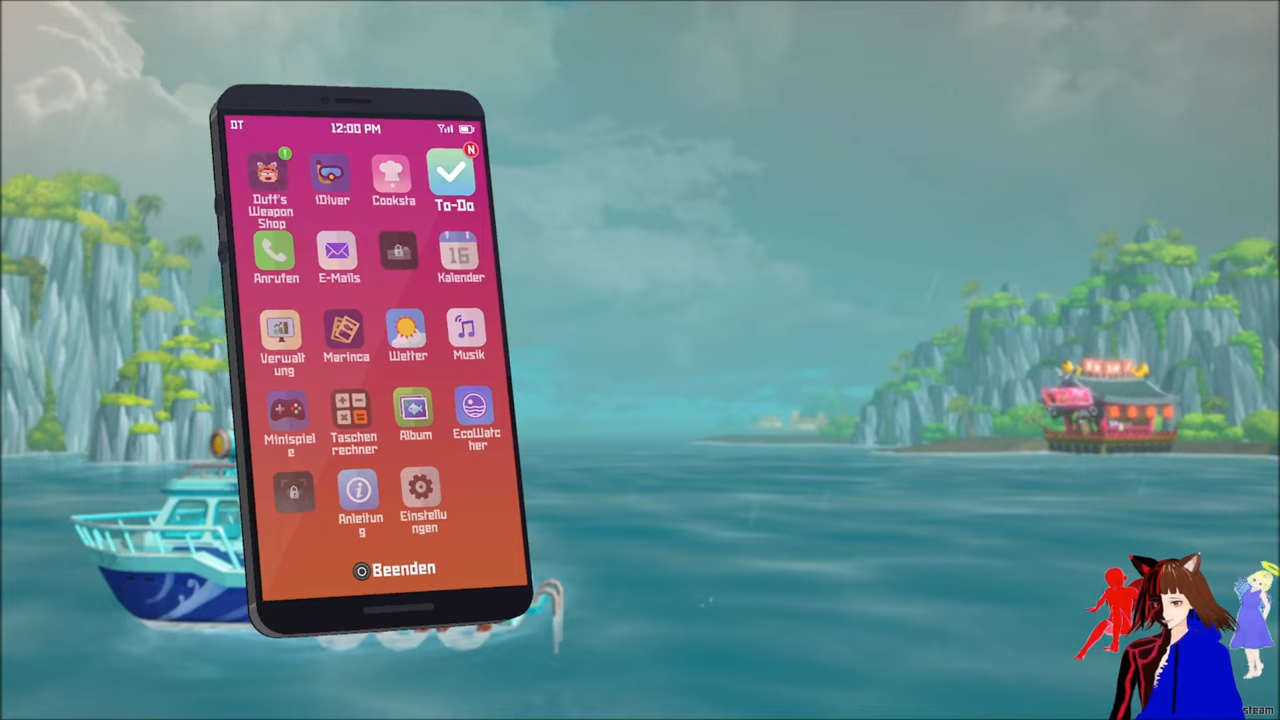 DT
12:00 PM
!
N
Duff's
Weapon
Shop
iDiver
Cooksta
To-Do
Anrufen
E-Mails
16
Kalender
Verwalt
ung
Marinca
Wetter
Musik
Minispiel
e
Taschen
rechner
Album
EcoWatc
her
Anleitun
g
Einstellu
ngen
Beenden
steam